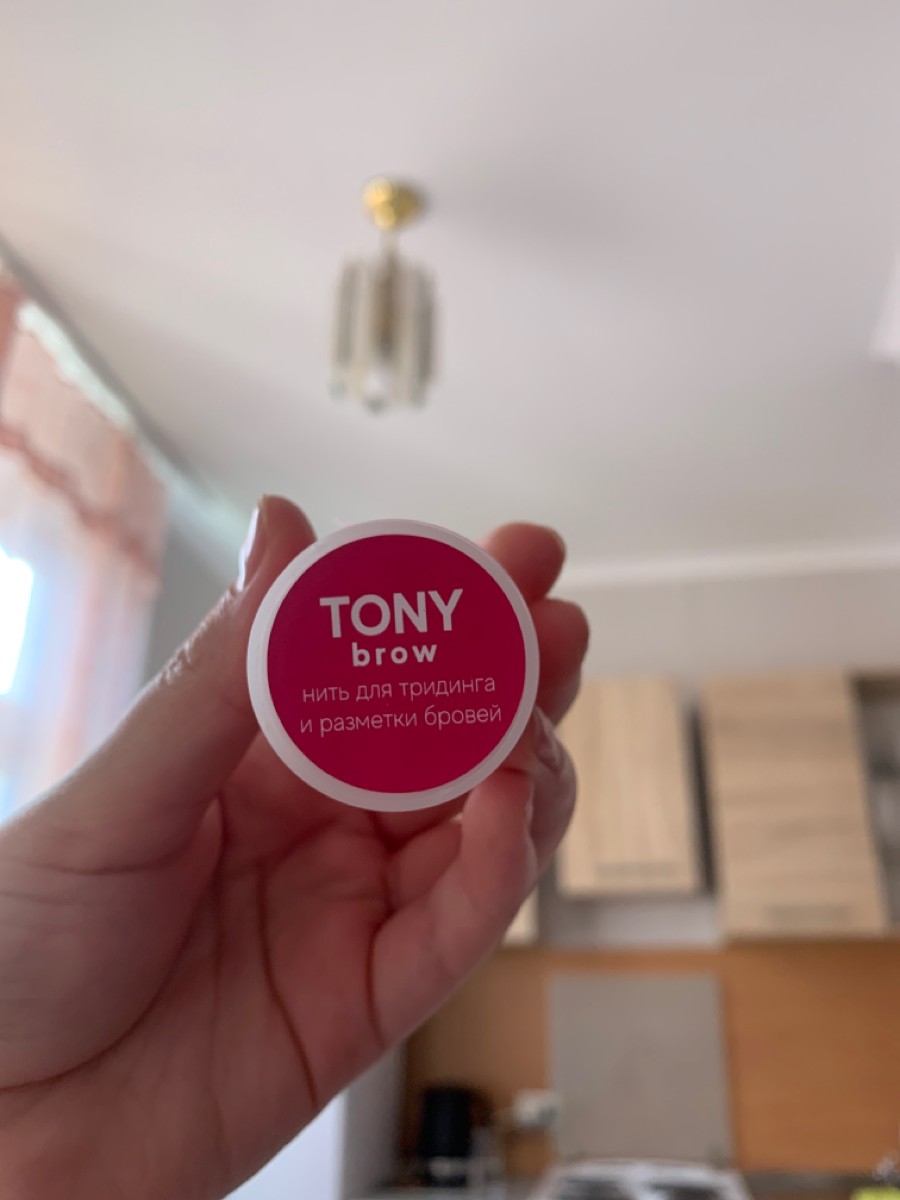 TONY
brow
нить для тридинга
и разметки бровей